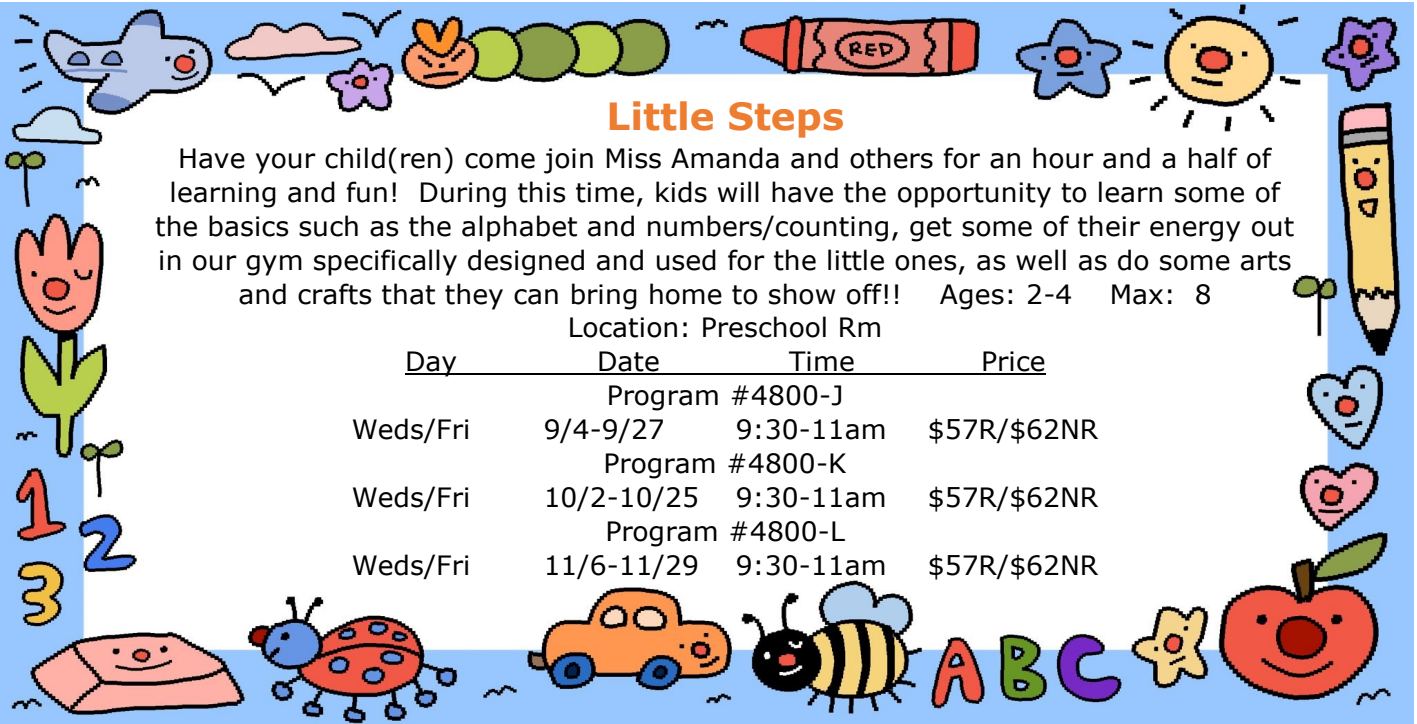 RED
Little Steps
Have your child(ren) come join Miss Amanda and others for an hour and a half of
learning and fun!  During this time, kids will have the opportunity to learn some of
the basics such as the alphabet and numbers/counting, get some of their energy out
in our gym specifically designed and used for the little ones, as well as do some arts
and crafts that they can bring home to show off!!    Ages: 2-4    Max:  8
Location: Preschool Rm
Day Date Time Price
Program #4800-J
Weds/Fri 9/4-9/27 9:30-11am $57R/$62NR
Program #4800-K
Weds/Fri 10/2-10/25 9:30-11am $57R/$62NR
Program #4800-L
Weds/Fri 11/6-11/29 9:30-11am $57R/$62NR
1
2
3
A B C